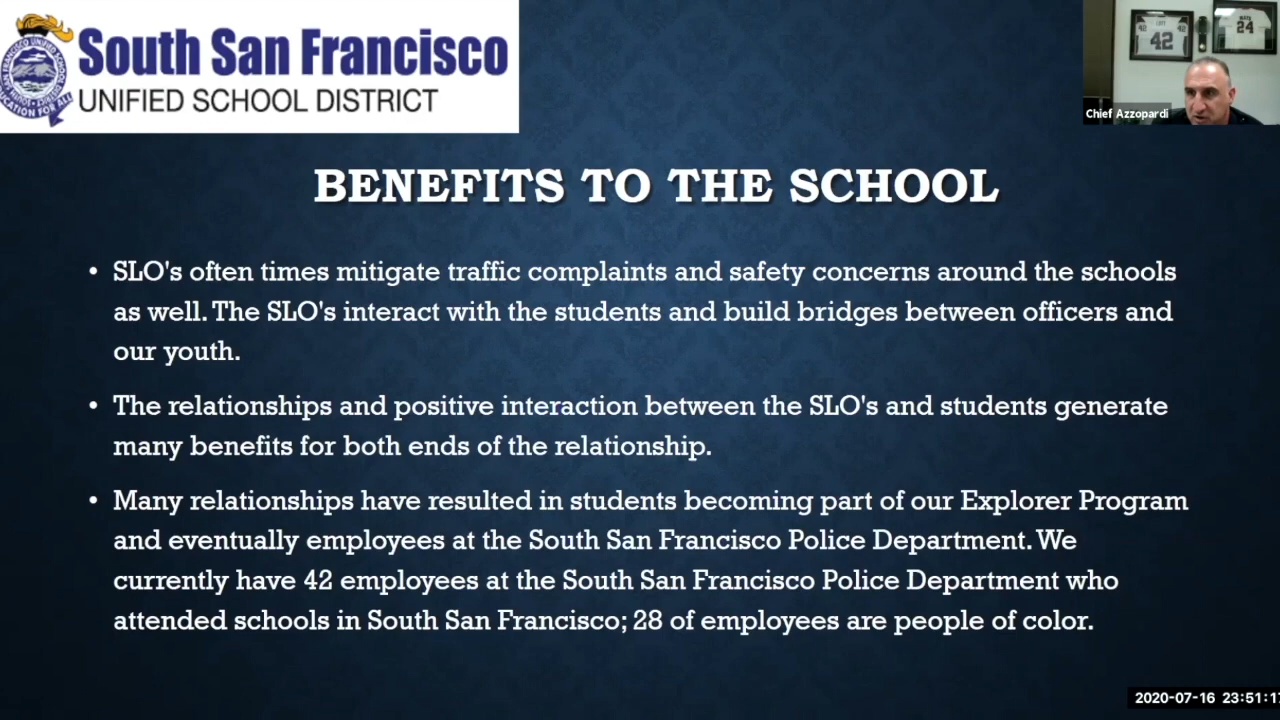 South San Francisco
UNIFIED SCHOOL DISTRICT
42
24
Chief Azzopardi
BENEFITS TO THE SCHOOL
• SLO's often times mitigate traffic complaints and safety concerns around the schools
as well. The SLO's interact with the students and build bridges between officers and
our youth.
• The relationships and positive interaction between the SLO's and students generate
many benefits for both ends of the relationship.
• Many relationships have resulted in students becoming part of our Explorer Program
and eventually employees at the South San Francisco Police Department. We
currently have 42 employees at the South San Francisco Police Department who
attended schools in South San Francisco; 28 of employees are people of color.
2020-07-16 23:51:1